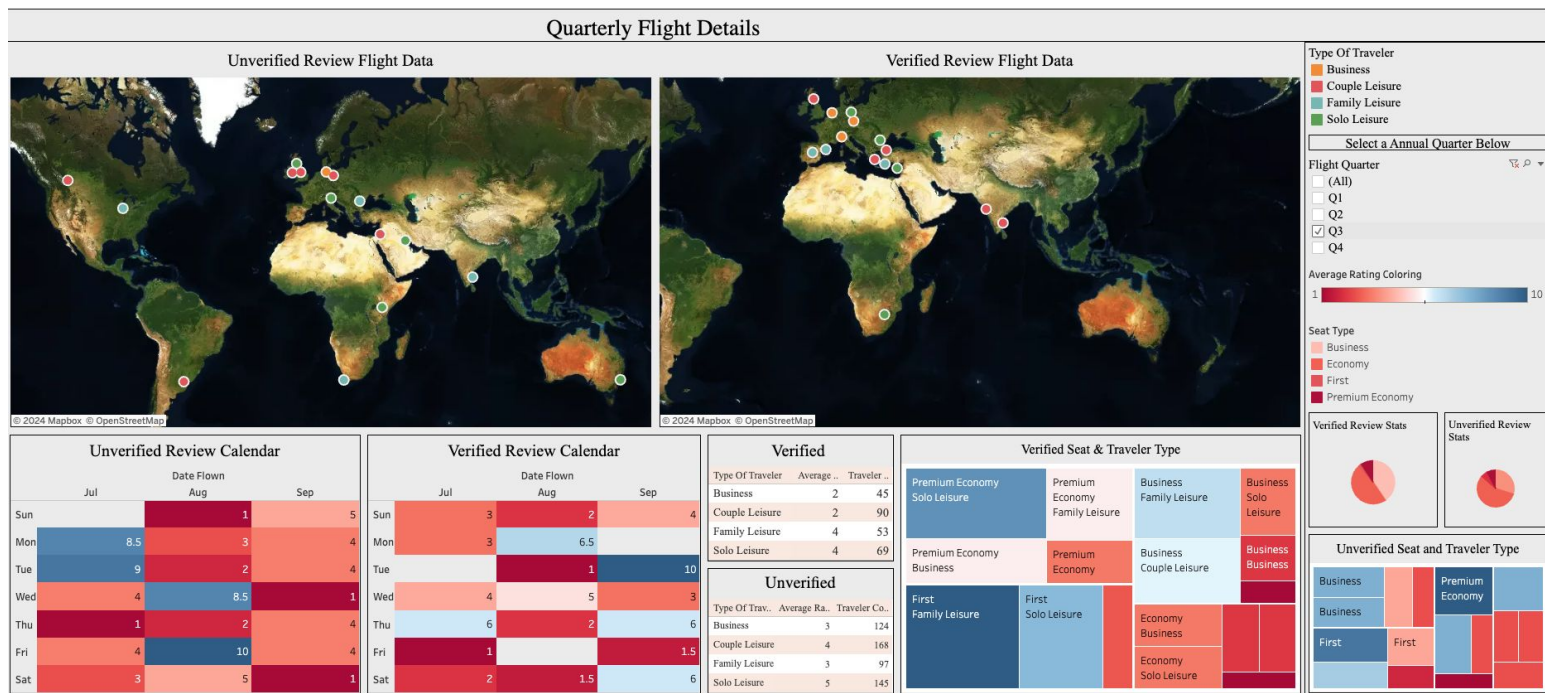 Quarterly Flight Details
Unverified Review Flight Data
Verified Review Flight Data
© 2024 Mapbox © OpenStreetMap
© 2024 Mapbox © OpenStreetMap
Type Of Traveler
Business
Couple Leisure
Family Leisure
Solo Leisure
Select a Annual Quarter Below
Flight Quarter
(All)
Q1
Q2
Q3
Q4
Average Rating Coloring
1 10
Seat Type
Business
Economy
First
Premium Economy
Verified Review Stats
Unverified Review
Stats
Unverified Review Calendar
Date Flown
Jul Aug Sep
Sun 1 5
Mon 8.5 3 4
Tue 9 2 4
Wed 4 8.5 1
Thu 1 2 4
Fri 4 10 4
Sat 3 5 1
Verified Review Calendar
Date Flown
Jul Aug Sep
Sun 3 2 4
Mon 3 6.5
Tue 1 10
Wed 4 5 3
Thu 6 2 6
Fri 1 1.5
Sat 2 1.5 6
Verified
Type Of Traveler Average .. Traveler ..
Business 2 45
Couple Leisure 2 90
Family Leisure 4 53
Solo Leisure 4 69
Unverified
Type Of Trav.. Average Ra.. Traveler Co..
Business 3 124
Couple Leisure 4 168
Family Leisure 3 97
Solo Leisure 5 145
Verified Seat & Traveler Type
Premium Economy
Solo Leisure
Premium
Economy
Family Leisure
Business
Family Leisure
Business
Solo
Leisure
Premium Economy
Business
Premium
Economy
Business
Couple Leisure
Business
Business
First
Family Leisure
First
Solo Leisure
Economy
Business
Economy
Solo Leisure
Unverified Seat and Traveler Type
Business
Business
Premium
Economy
First
First